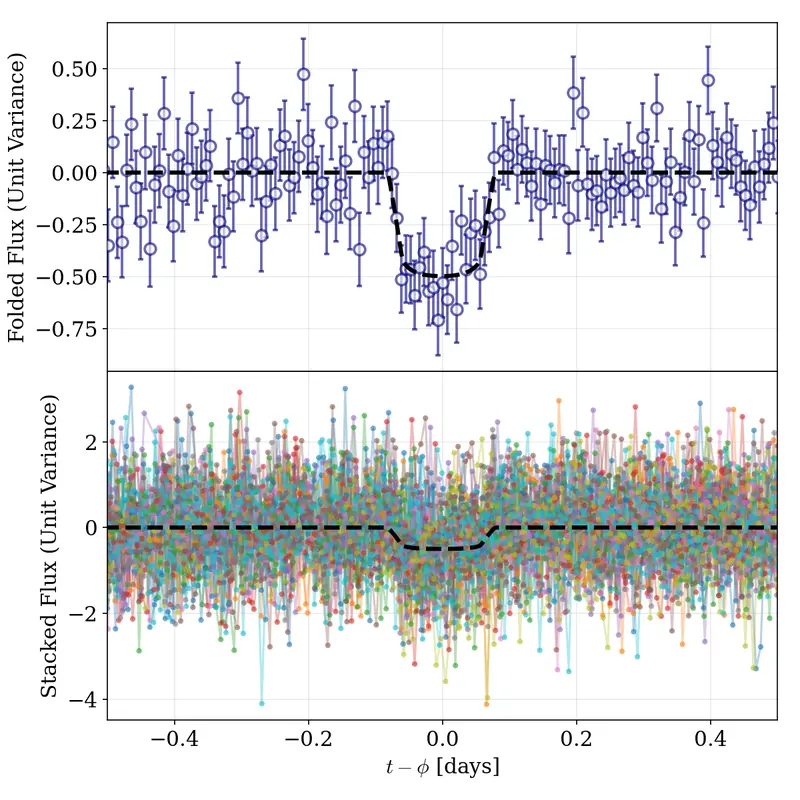 Folded Flux (Unit Variance)
0.50
0.25
0.00
−0.25
−0.50
−0.75
Stacked Flux (Unit Variance)
2
0
−2
−4
−0.4 −0.2 0.0 0.2 0.4
t − ϕ [days]